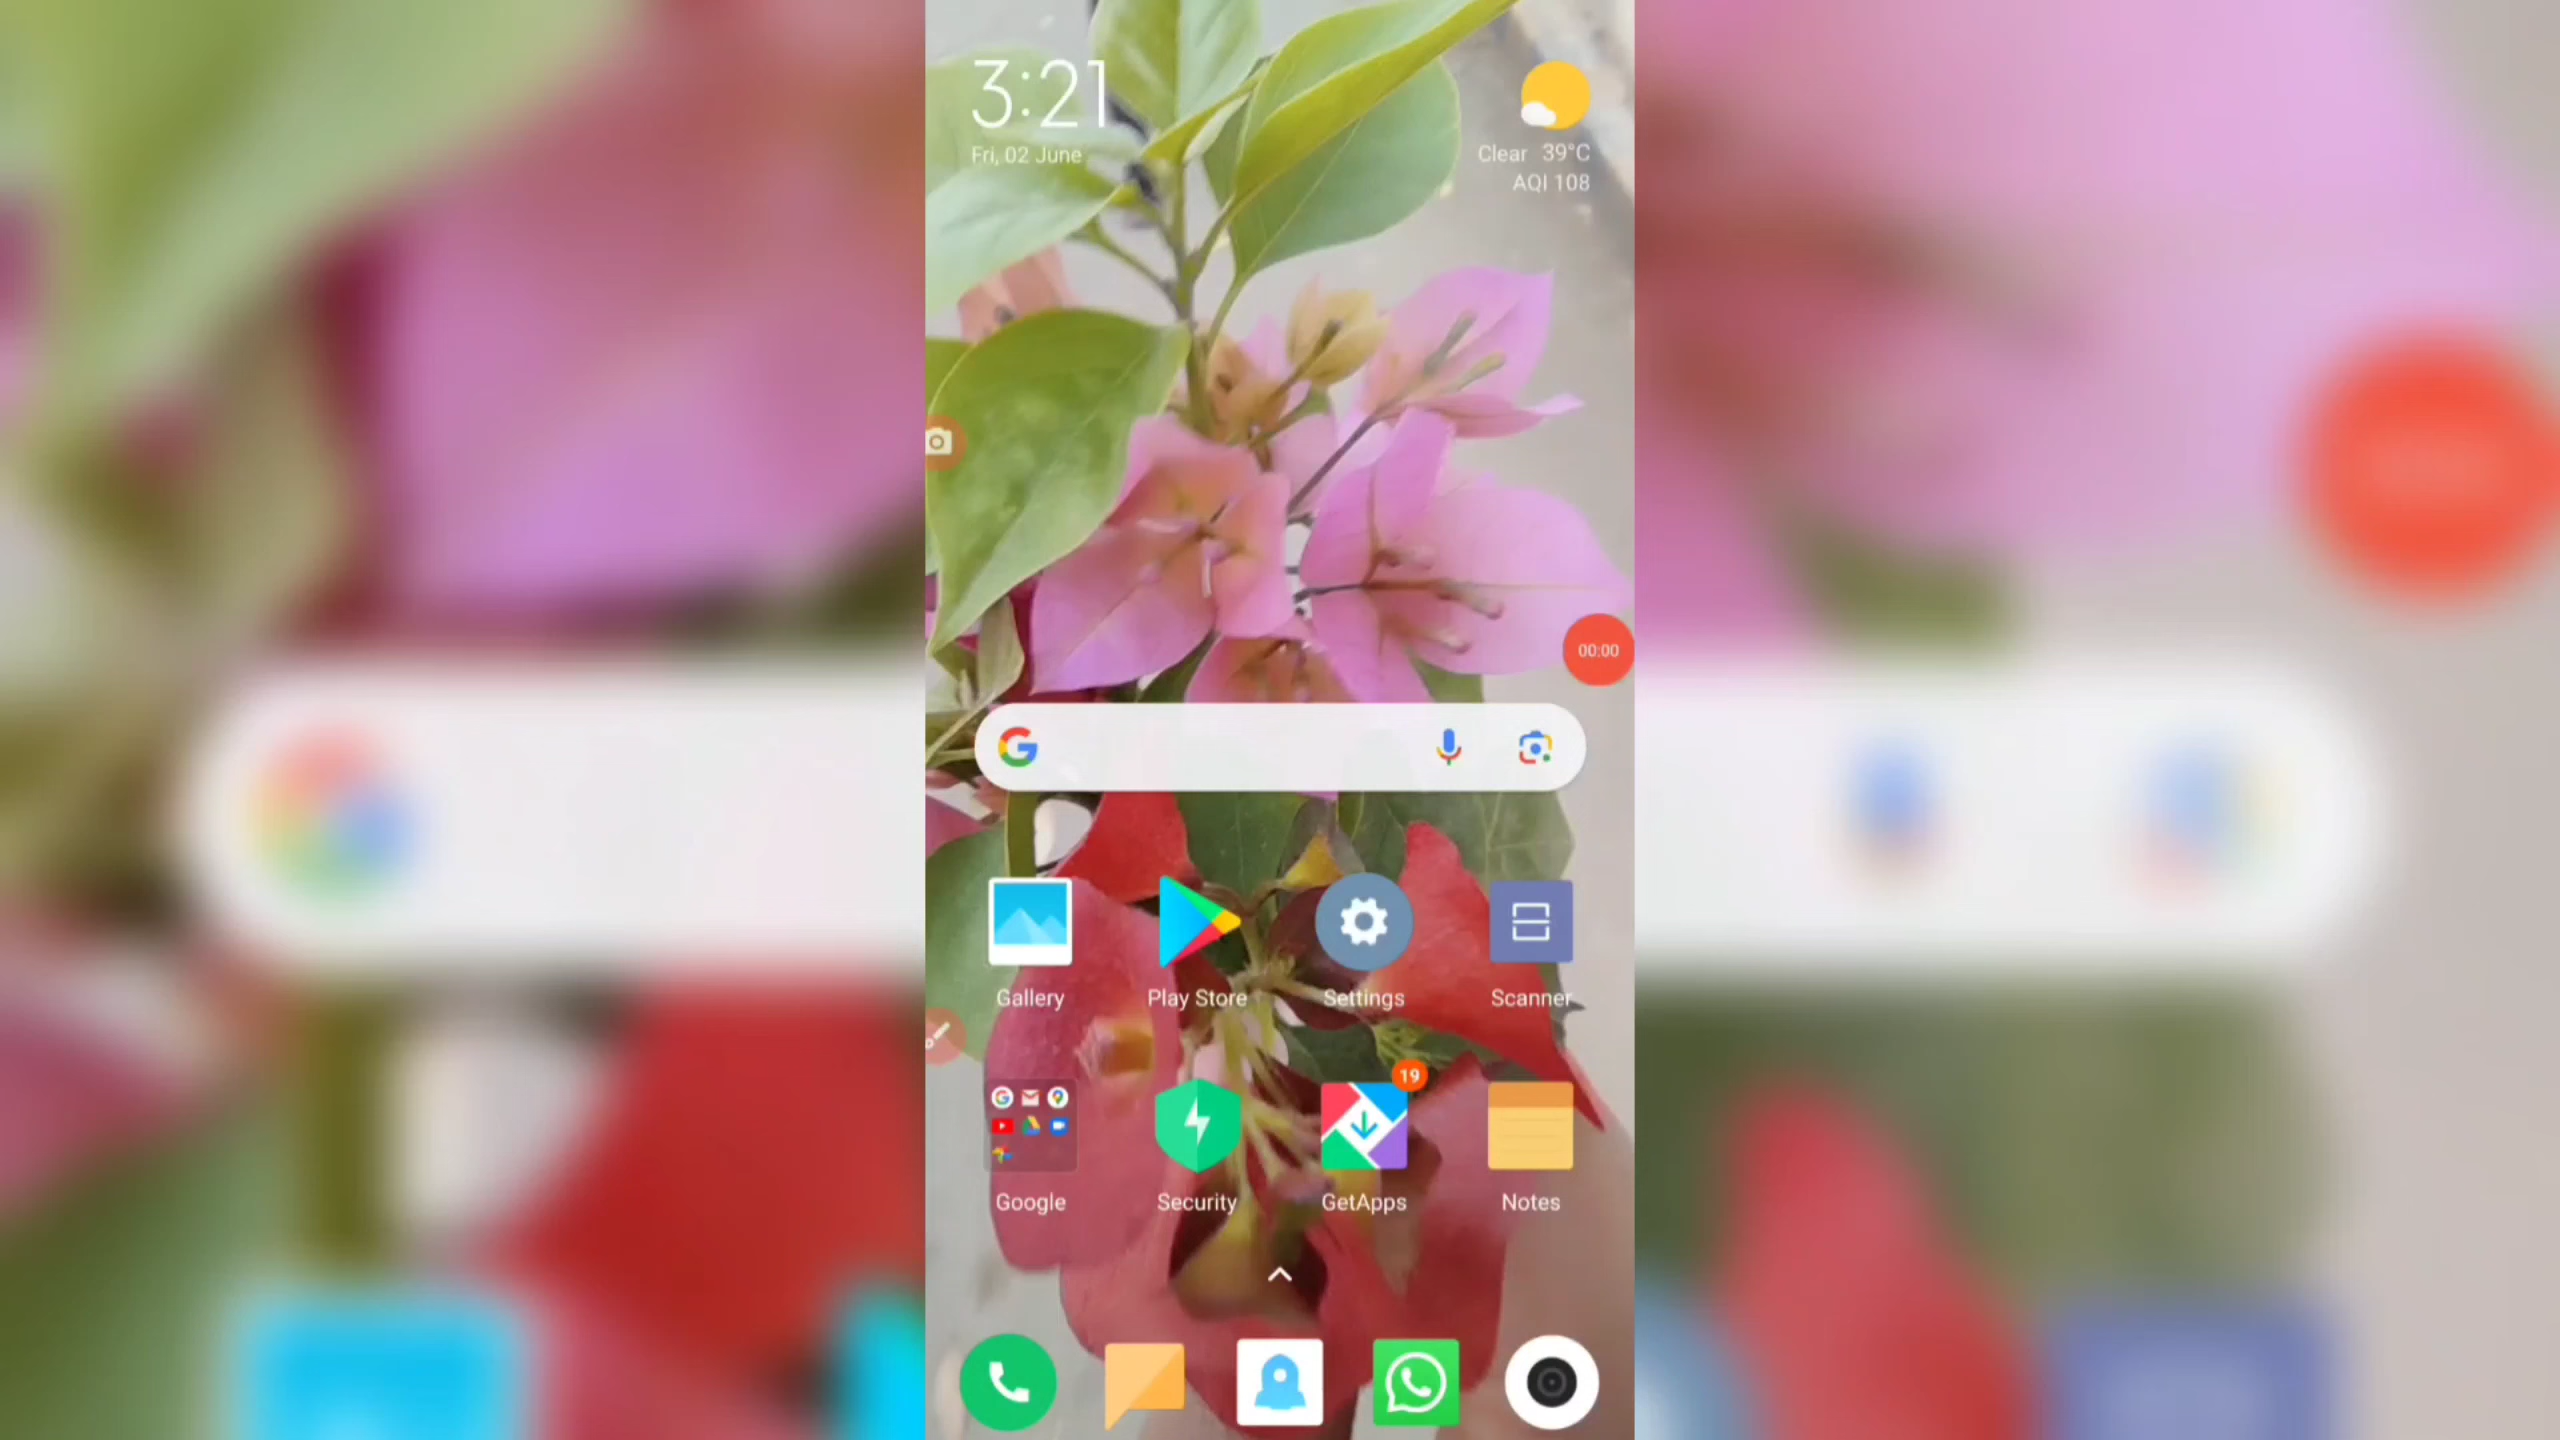 3:21
Fri, 02 June
Clear 39°C
AQI 108
00:00
Gallery
Play Store
Settings
Scanner
19
Google
Security
GetApps
Notes